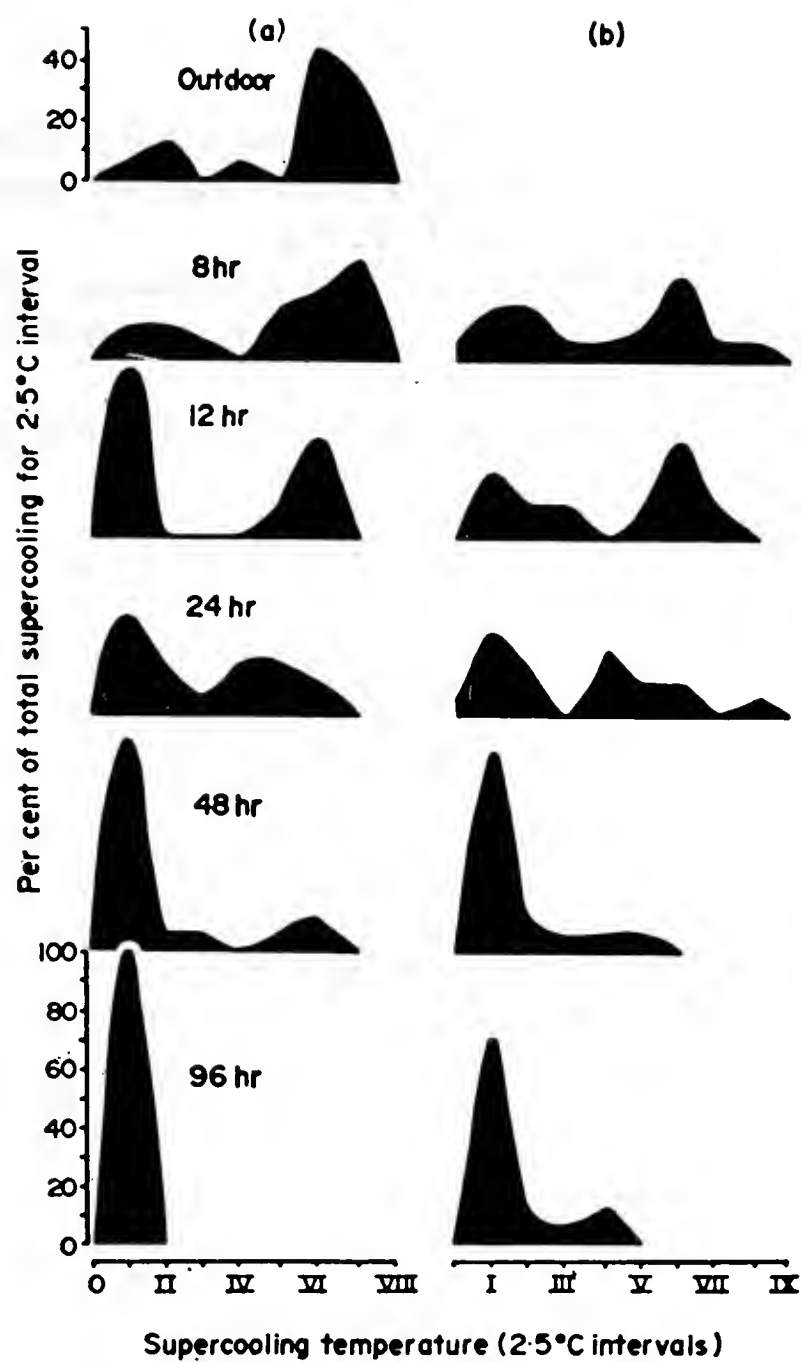 (a) (b)
40
Outdoor
20
0
8hr
12 hr
24 hr
48 hr
100
80
96 hr
60
40
20
0
Per cent of total supercooling for 2·5°C interval
O II IV VI VIII I III V VII IX
Supercooling temperature (2·5°C intervals)